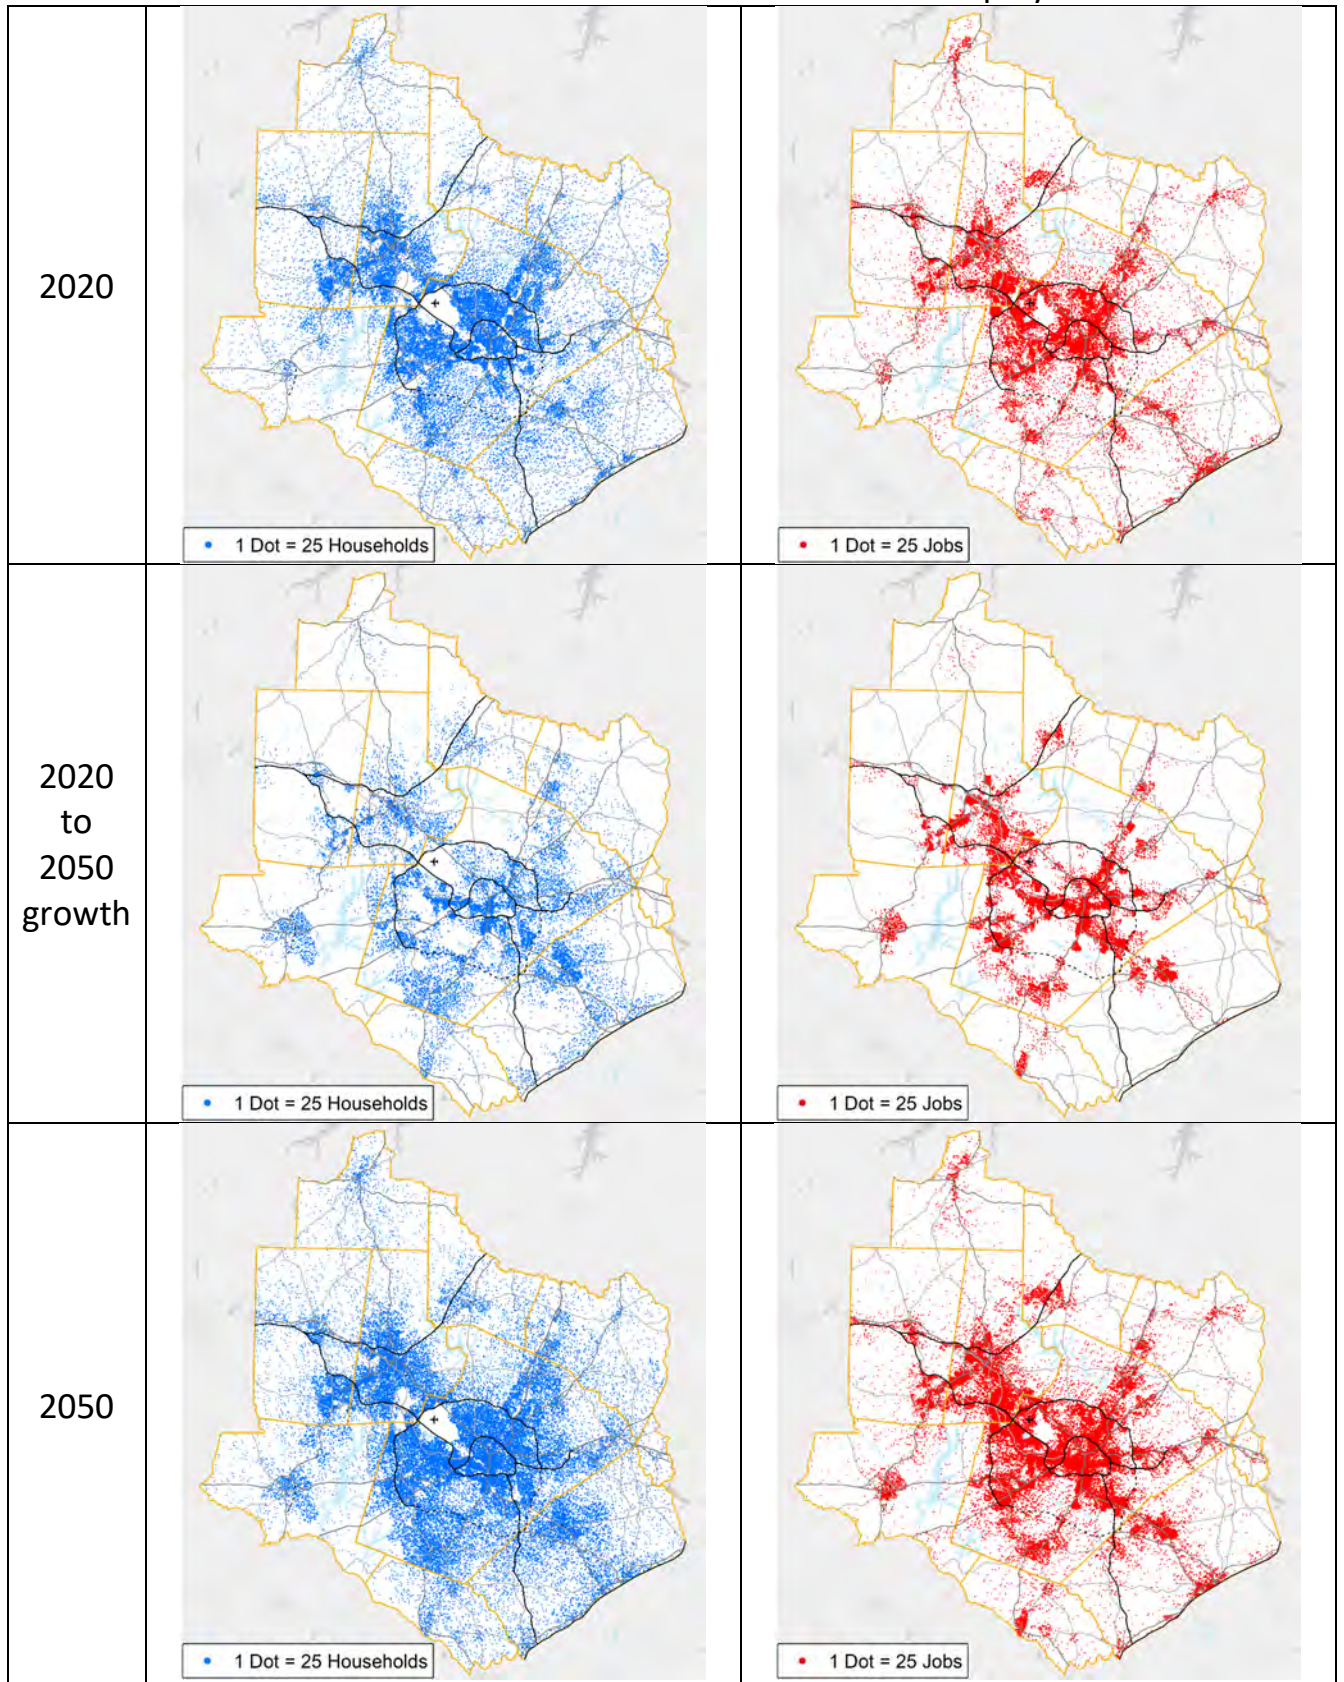 2020
1 Dot = 25 Households
1 Dot = 25 Jobs
2020
to
2050
growth
1 Dot = 25 Households
1 Dot = 25 Jobs
2050
1 Dot = 25 Households
1 Dot = 25 Jobs